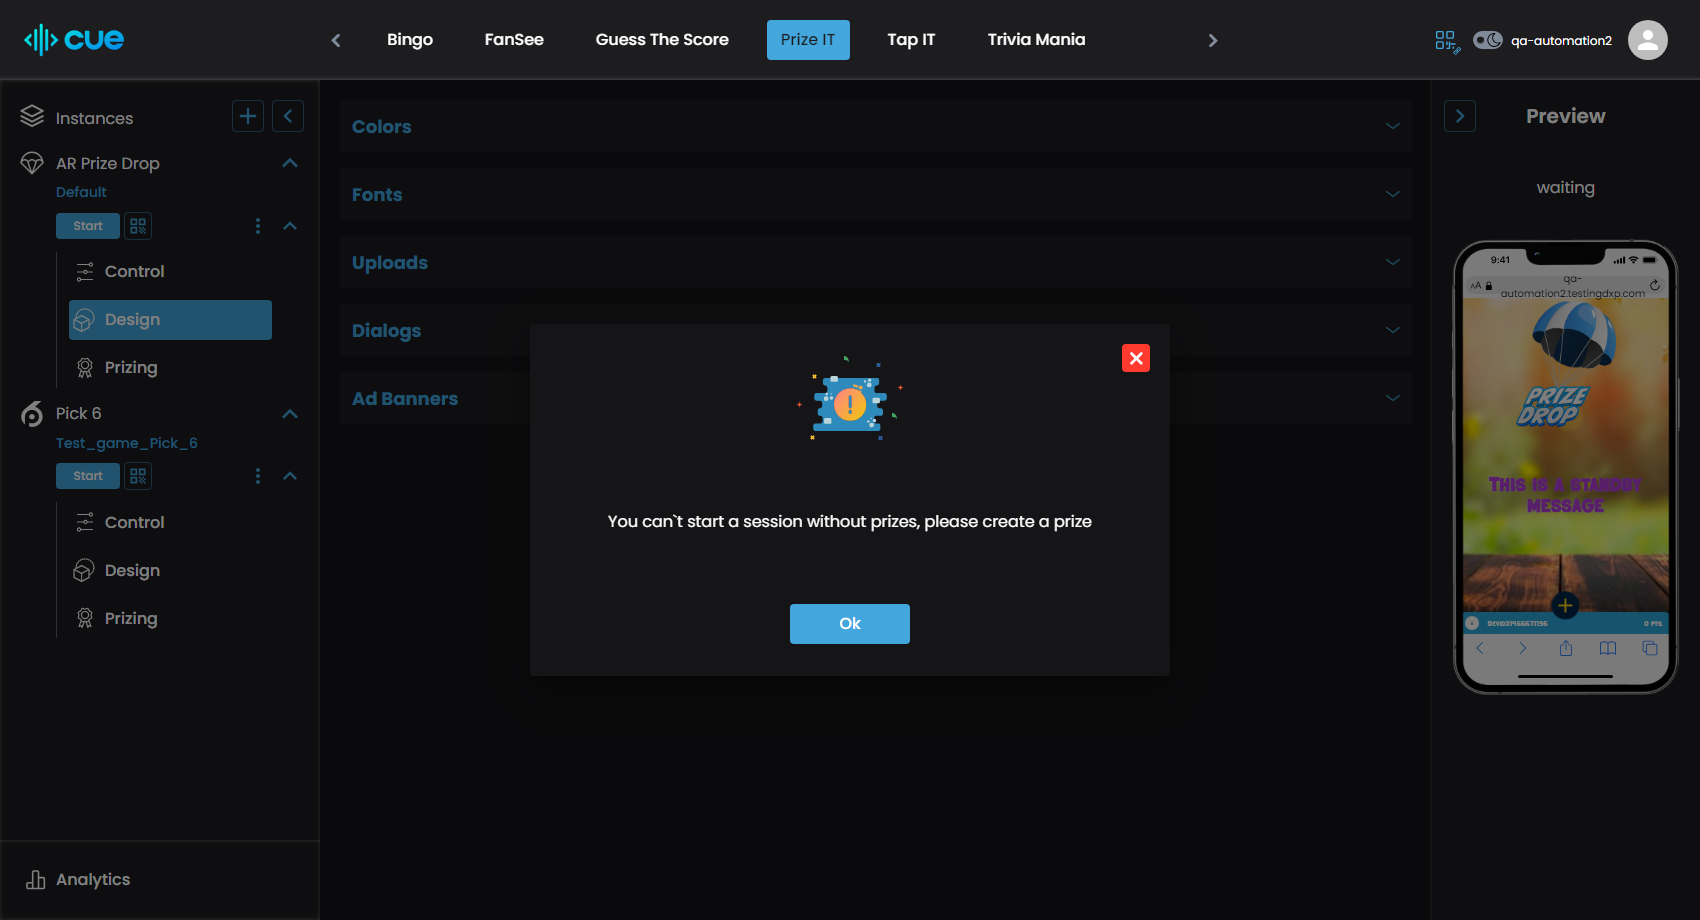 cue
Bingo
FanSee
Guess The Score
Prize IT
Tap IT
Trivia Mania
qa-automation2
Instances
AR Prize Drop
Default
Start
Control
Design
Prizing
Pick 6
Test_game_Pick_6
Start
Control
Design
Prizing
Analytics
Colors
Fonts
Uploads
Dialogs
Ad Banners
You can`t start a session without prizes, please create a prize
Ok
Preview
waiting
9:41
AA
qa-
automation2.testingdxp.com
PRIZE
DROP
THIS IS A STANDBY
MESSAGE
0 PTS.